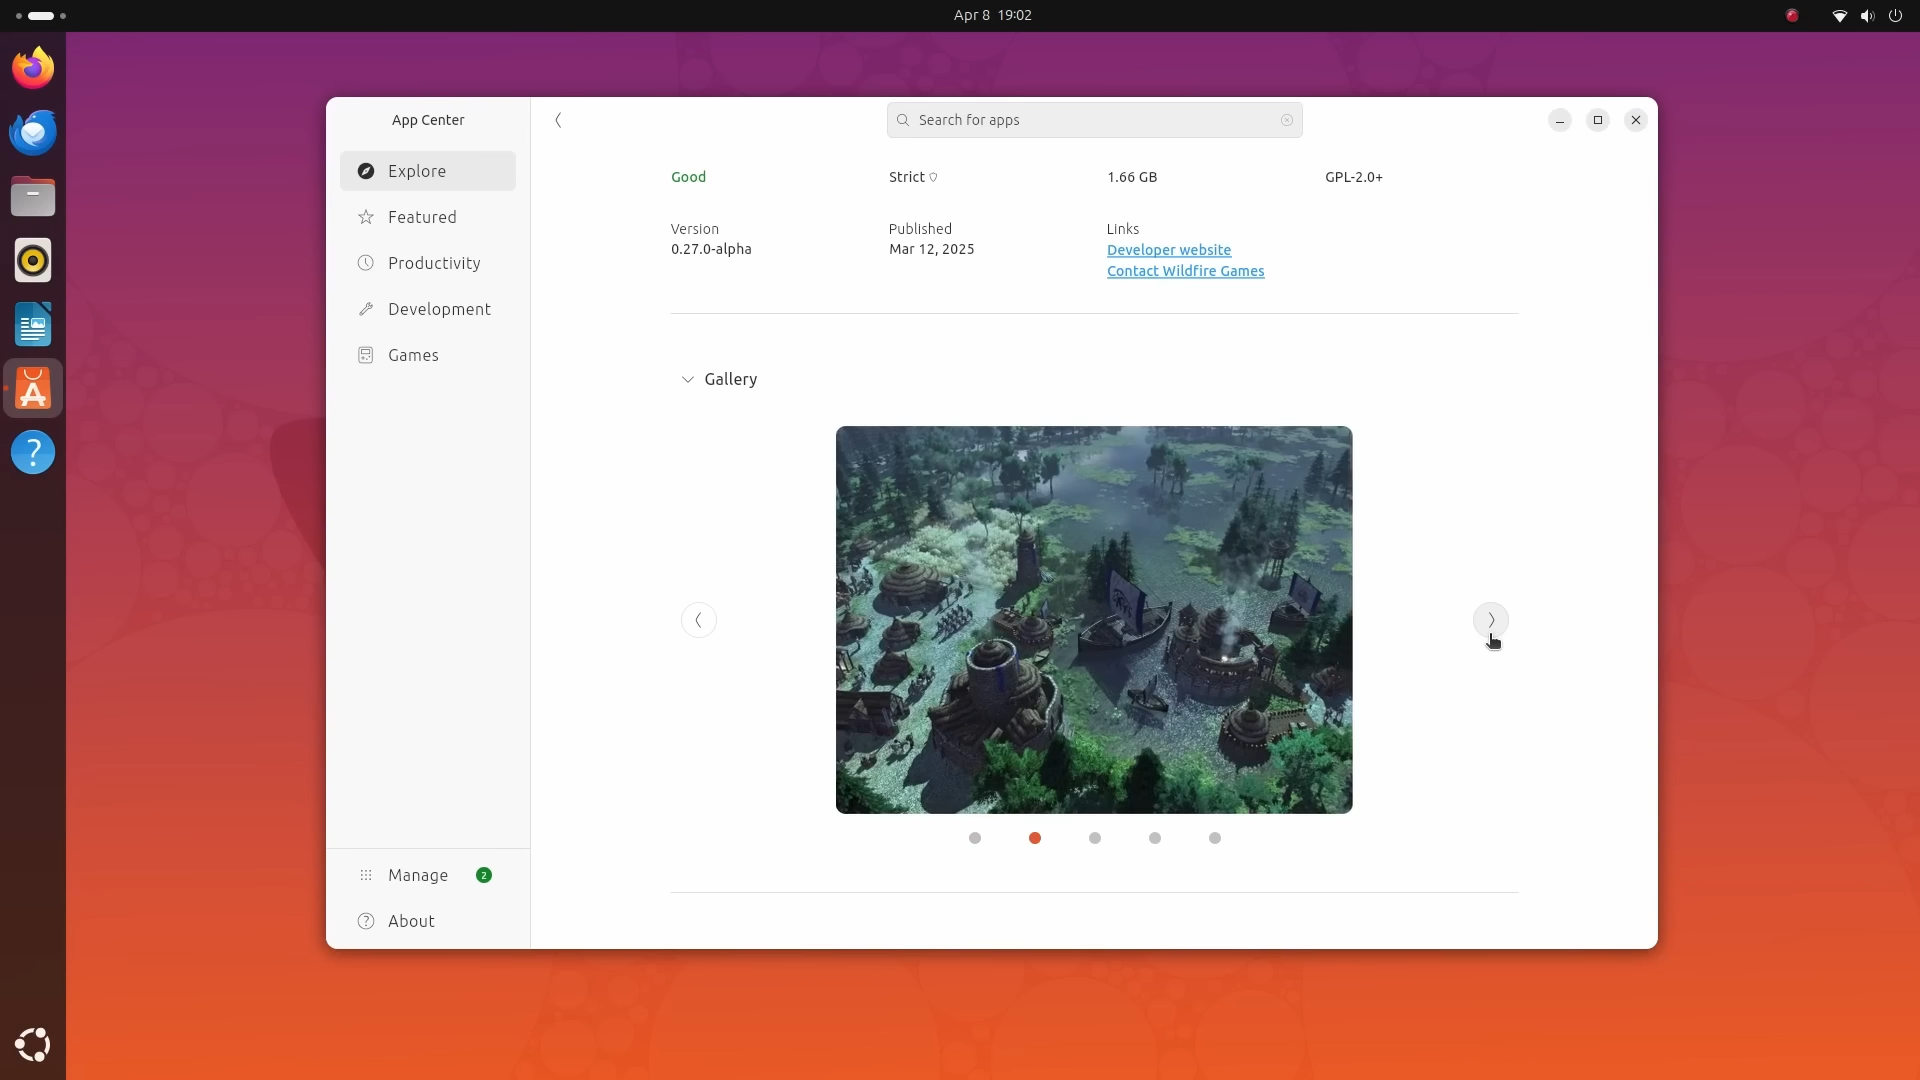 Apr 8 19:02
App Center
Search for apps
Explore
Featured
Productivity
Development
Games
Manage 2
About
Good
Strict
1.66 GB
GPL-2.0+
Version
0.27.0-alpha
Published
Mar 12, 2025
Links
Developer website
Contact Wildfire Games
Gallery